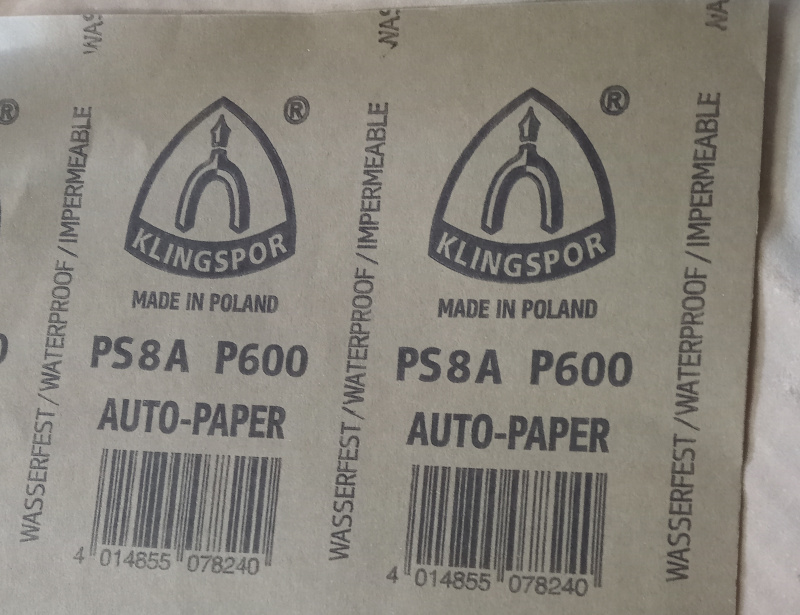 ®
KLINGSPOR
MADE IN POLAND
PS8A P600
AUTO-PAPER
4 014855 078240
WASSERFEST/WATERPROOF/IMPERMEABLE
®
KLINGSPOR
MADE IN POLAND
PS8A P600
AUTO-PAPER
4 014855 078240
WASSERFEST/WATERPROOF/IMPERMEABLE
®
WASSERFEST/WATERPROOF/IMPERMEABLE
WAS
WAS
WA
0